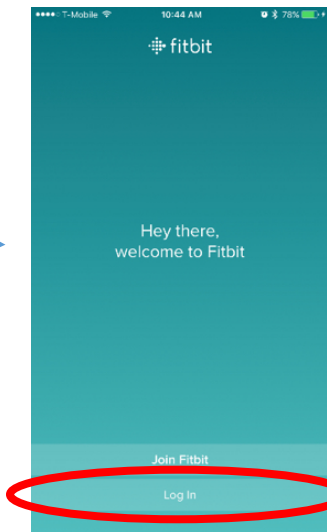 T-Mobile 10:44 AM 78%
fitbit
Hey there,
welcome to Fitbit
Join Fitbit
Log In